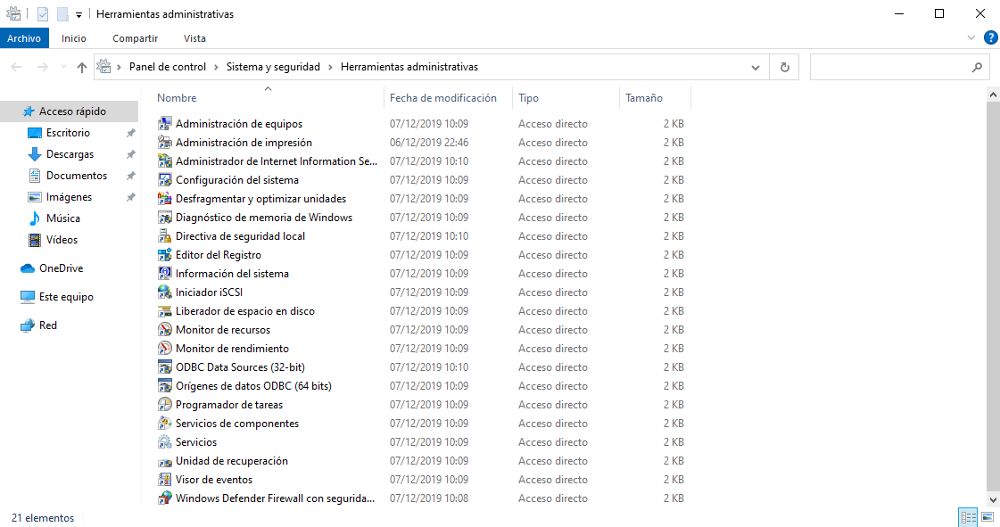 Herramientas administrativas
Archivo Inicio Compartir Vista
Panel de control Sistema y seguridad Herramientas administrativas
Nombre Fecha de modificación Tipo Tamaño
Acceso rápido
Escritorio
Descargas
Documentos
Imágenes
Música
Vídeos
OneDrive
Este equipo
Red
Administración de equipos 07/12/2019 10:09 Acceso directo 2 KB
Administración de impresión 06/12/2019 22:46 Acceso directo 2 KB
Administrador de Internet Information Se... 07/12/2019 10:10 Acceso directo 2 KB
Configuración del sistema 07/12/2019 10:09 Acceso directo 2 KB
Desfragmentar y optimizar unidades 07/12/2019 10:09 Acceso directo 2 KB
Diagnóstico de memoria de Windows 07/12/2019 10:09 Acceso directo 2 KB
Directiva de seguridad local 07/12/2019 10:10 Acceso directo 2 KB
Editor del Registro 07/12/2019 10:09 Acceso directo 2 KB
Información del sistema 07/12/2019 10:09 Acceso directo 2 KB
Iniciador iSCSI 07/12/2019 10:09 Acceso directo 2 KB
Liberador de espacio en disco 07/12/2019 10:09 Acceso directo 2 KB
Monitor de recursos 07/12/2019 10:09 Acceso directo 2 KB
Monitor de rendimiento 07/12/2019 10:09 Acceso directo 2 KB
ODBC Data Sources (32-bit) 07/12/2019 10:10 Acceso directo 2 KB
Orígenes de datos ODBC (64 bits) 07/12/2019 10:09 Acceso directo 2 KB
Programador de tareas 07/12/2019 10:09 Acceso directo 2 KB
Servicios de componentes 07/12/2019 10:09 Acceso directo 2 KB
Servicios 07/12/2019 10:09 Acceso directo 2 KB
Unidad de recuperación 07/12/2019 10:09 Acceso directo 2 KB
Visor de eventos 07/12/2019 10:09 Acceso directo 2 KB
Windows Defender Firewall con segurida... 07/12/2019 10:08 Acceso directo 2 KB
21 elementos